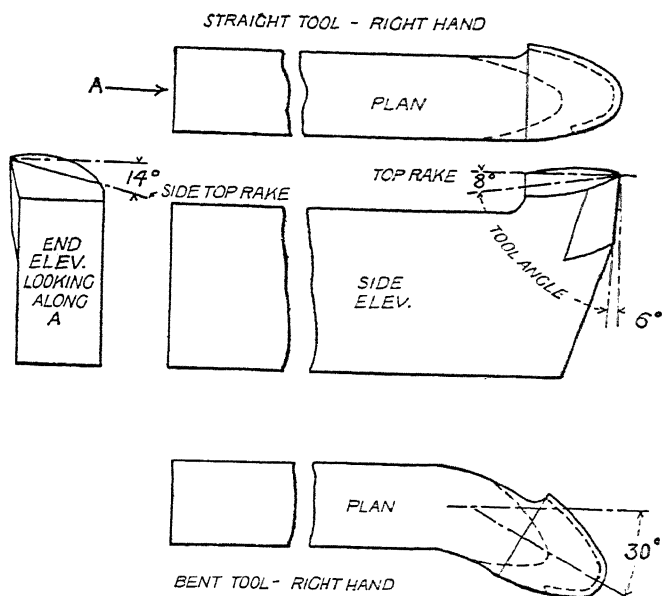 STRAIGHT TOOL - RIGHT HAND
A
PLAN
14°
SIDE TOP RAKE
TOP RAKE
8°
END
ELEV.
LOOKING
ALONG
A
SIDE
ELEV.
TOOL ANGLE
6°
PLAN
30°
BENT TOOL - RIGHT HAND